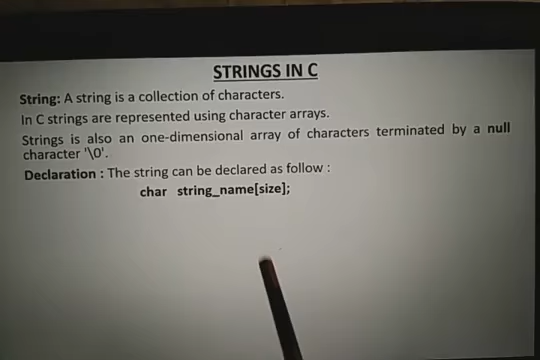 STRINGS IN C
String: A string is a collection of characters.
In C strings are represented using character arrays.
Strings is also an one-dimensional array of characters terminated by a null
character '\0'.
Declaration : The string can be declared as follow :
char string_name[size];